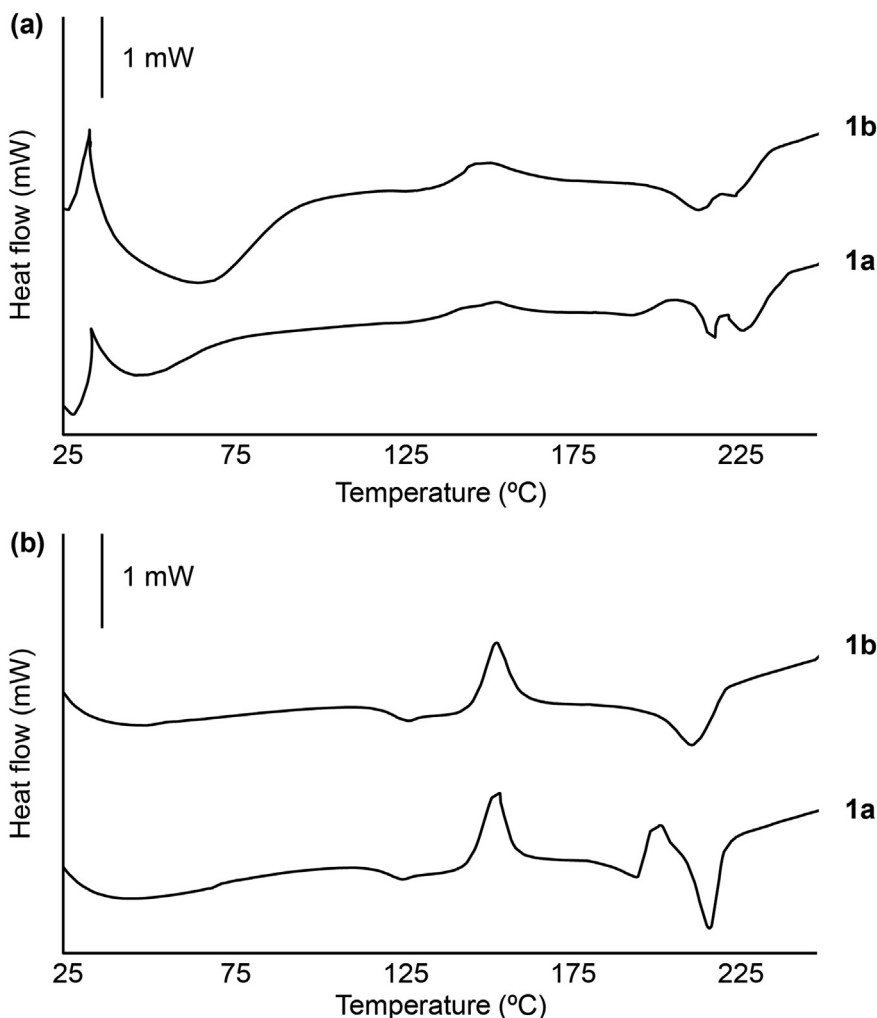 (a)
1 mW
1b
1a
Heat flow (mW)
25 75 125 175 225
Temperature (ºC)
(b)
1 mW
1b
1a
Heat flow (mW)
25 75 125 175 225
Temperature (ºC)